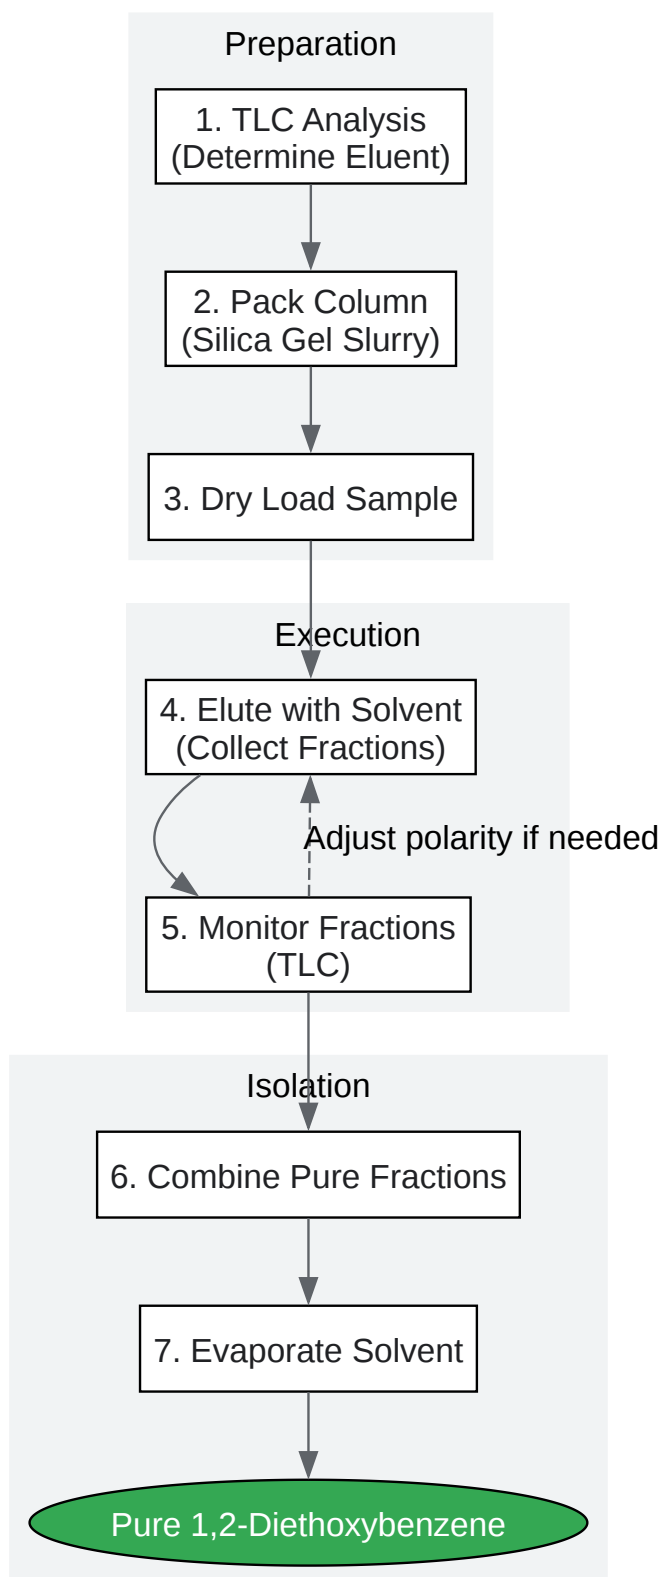 Preparation
1. TLC Analysis
(Determine Eluent)
2. Pack Column
(Silica Gel Slurry)
3. Dry Load Sample
Execution
4. Elute with Solvent
(Collect Fractions)
Adjust polarity if needed
5. Monitor Fractions
(TLC)
Isolation
6. Combine Pure Fractions
7. Evaporate Solvent
Pure 1,2-Diethoxybenzene